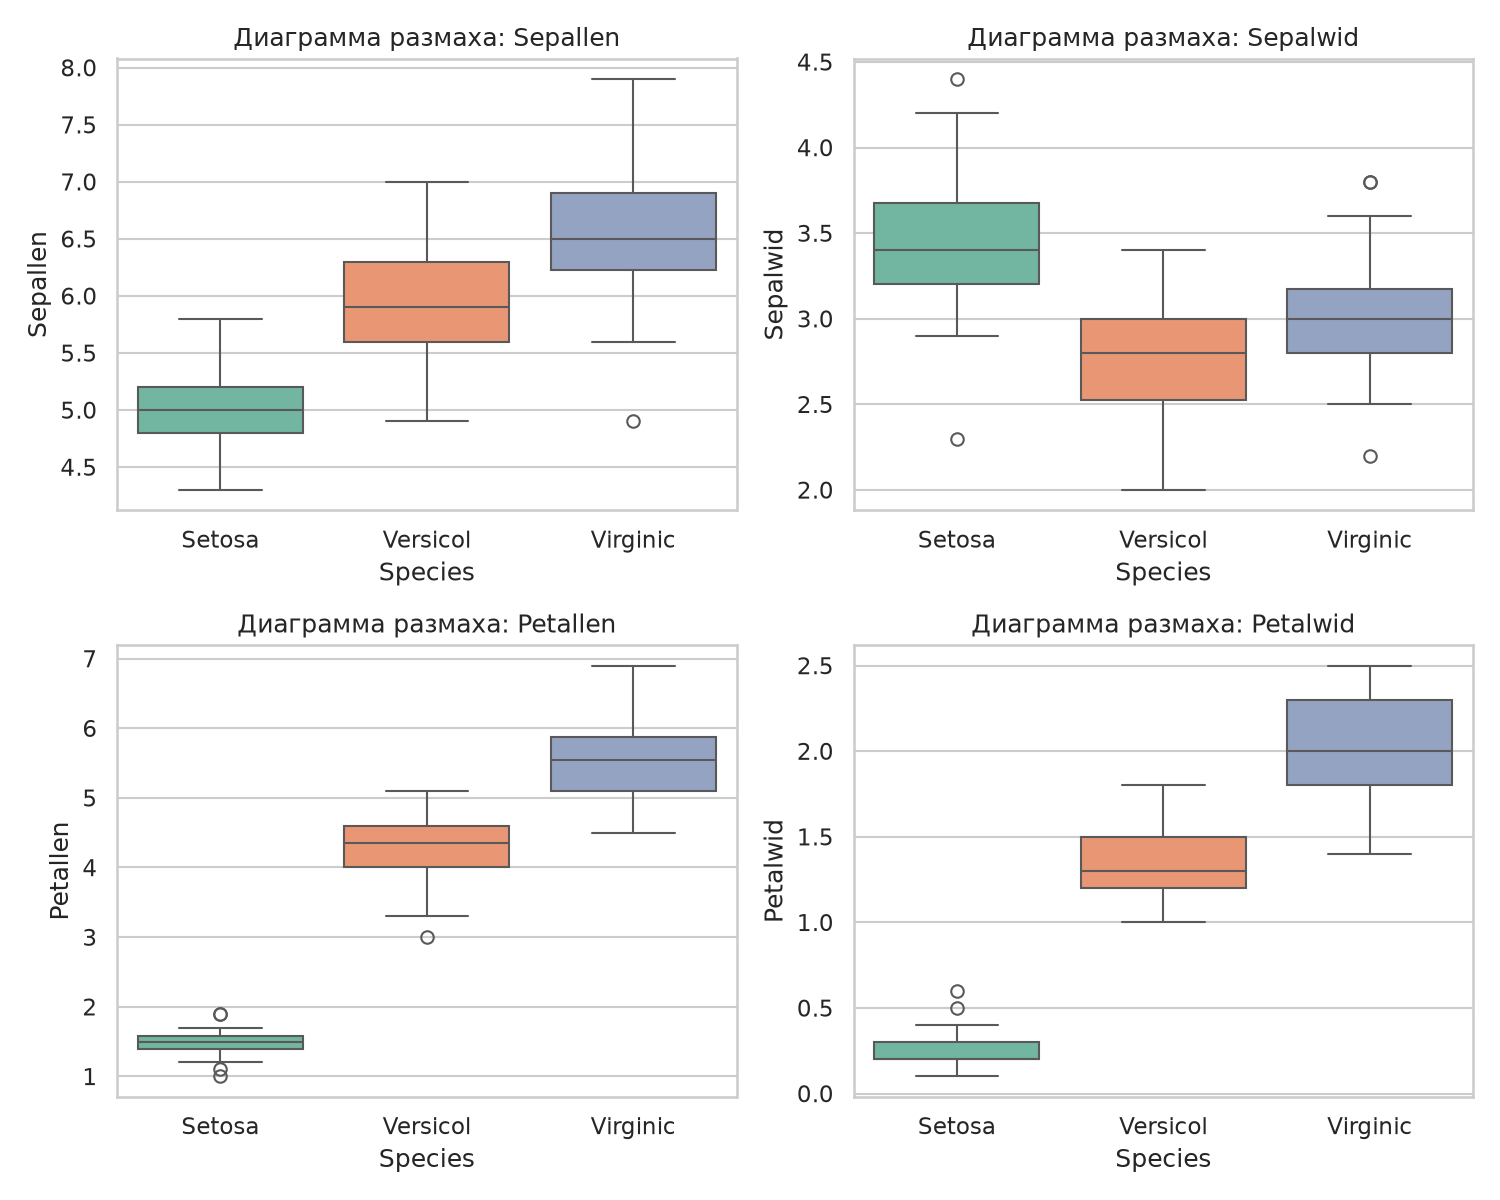 Диаграмма размаха: Sepallen
8.0
7.5
7.0
6.5
6.0
5.5
5.0
4.5
Sepallen
Setosa Versicol Virginic
Species
Диаграмма размаха: Sepalwid
4.5
4.0
3.5
3.0
2.5
2.0
Sepalwid
Setosa Versicol Virginic
Species
Диаграмма размаха: Petallen
7
6
5
4
3
2
1
Petallen
Setosa Versicol Virginic
Species
Диаграмма размаха: Petalwid
2.5
2.0
1.5
1.0
0.5
0.0
Petalwid
Setosa Versicol Virginic
Species